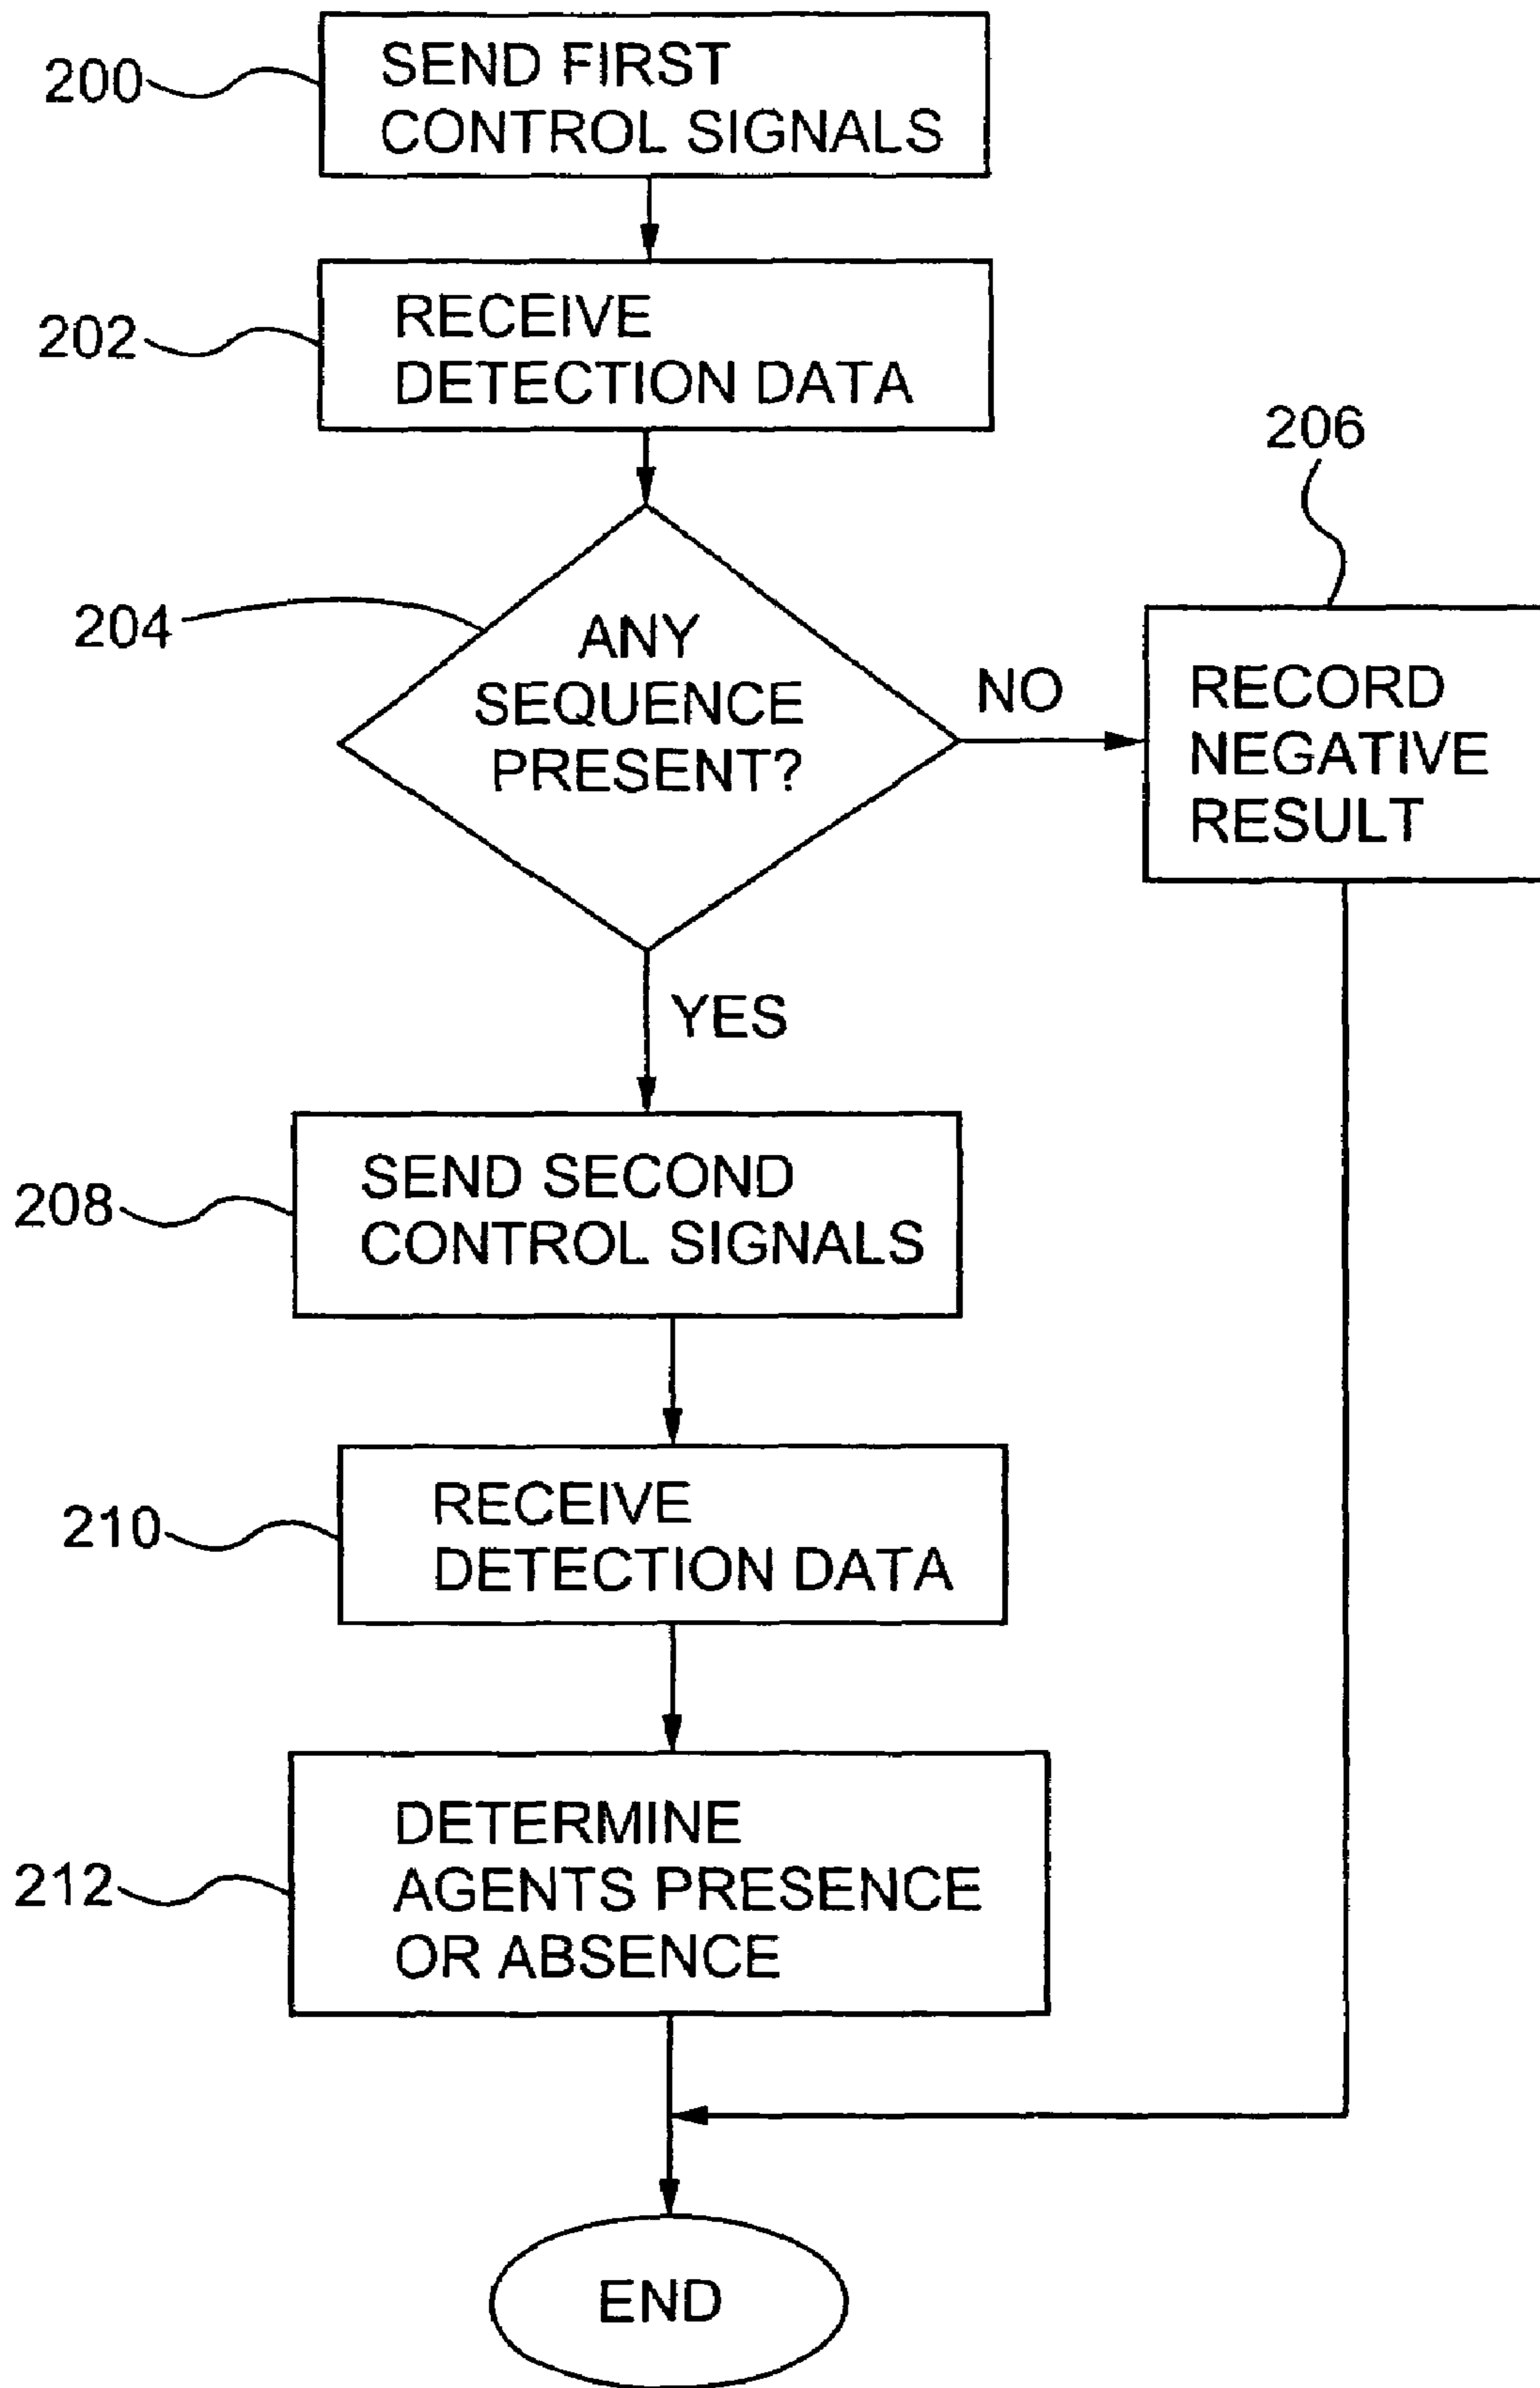 200
SEND FIRST
CONTROL SIGNALS
202
RECEIVE
DETECTION DATA
204
ANY
SEQUENCE
PRESENT?
NO
206
RECORD
NEGATIVE
RESULT
YES
208
SEND SECOND
CONTROL SIGNALS
210
RECEIVE
DETECTION DATA
212
DETERMINE
AGENTS PRESENCE
OR ABSENCE
END